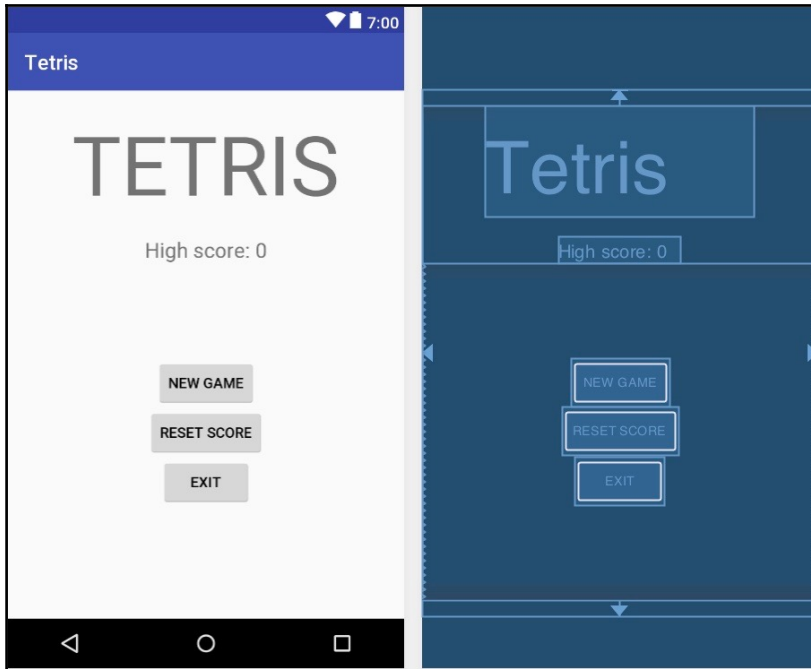 7:00
Tetris
TETRIS
High score: 0
NEW GAME
RESET SCORE
EXIT
Tetris
High score: 0
NEW GAME
RESET SCORE
EXIT